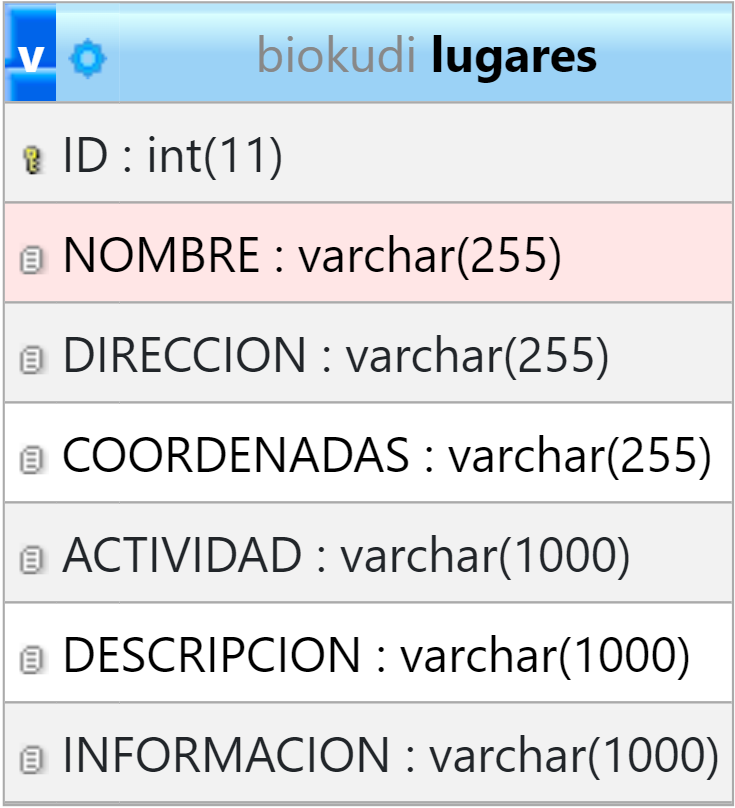 v biokudi lugares
ID : int(11)
NOMBRE : varchar(255)
DIRECCION : varchar(255)
COORDENADAS : varchar(255)
ACTIVIDAD : varchar(1000)
DESCRIPCION : varchar(1000)
INFORMACION : varchar(1000)